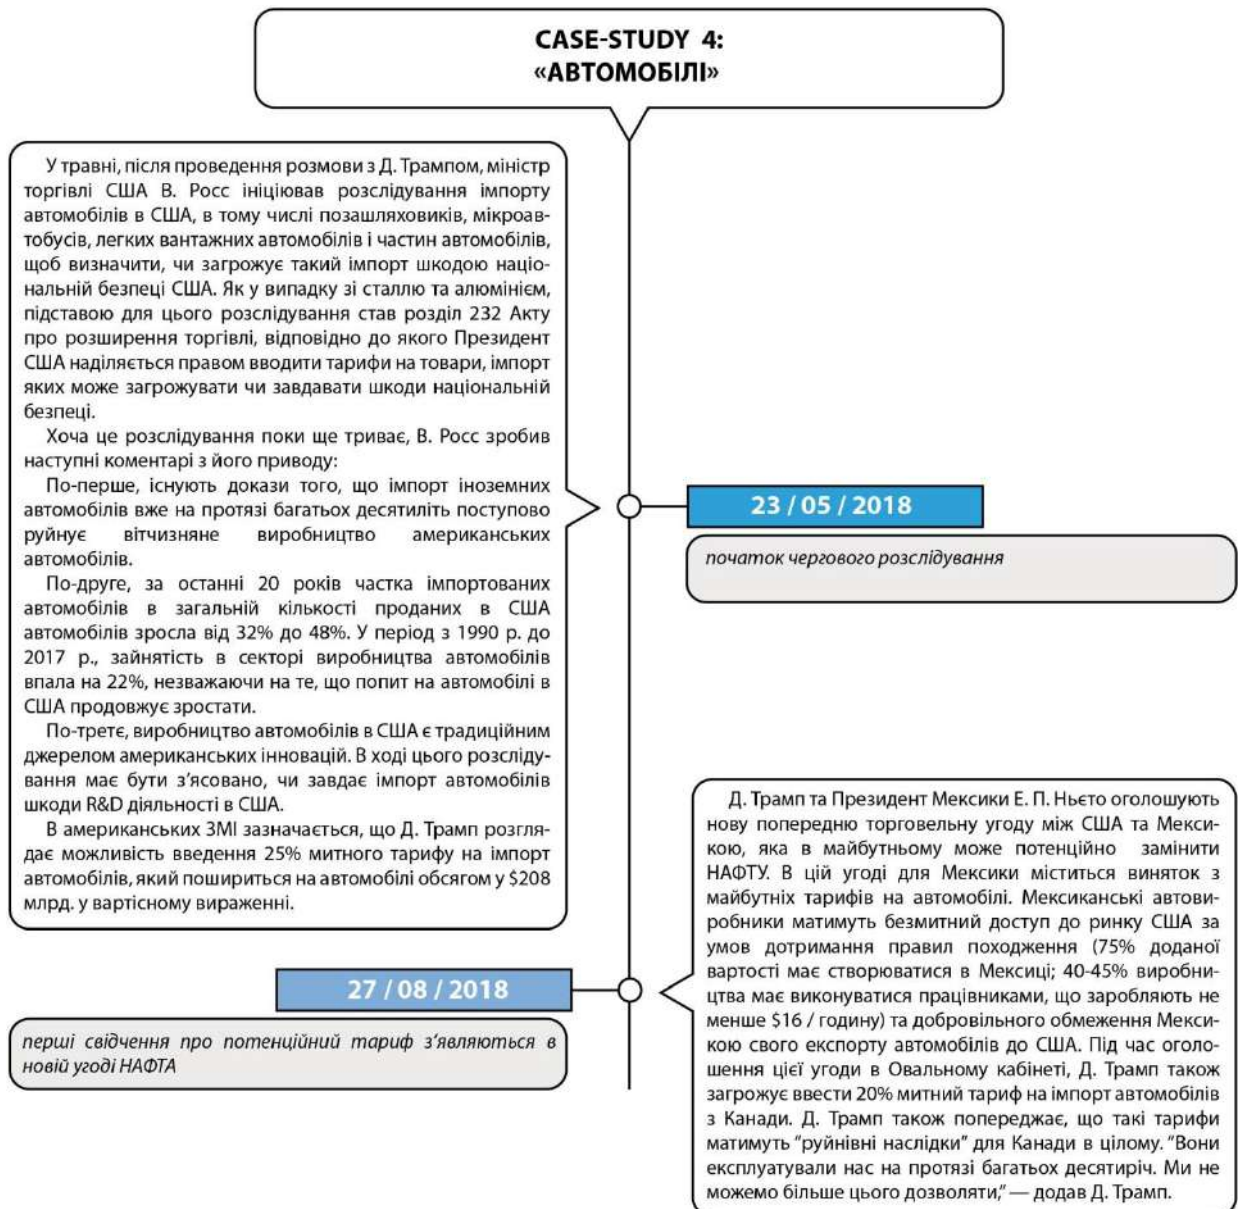 CASE-STUDY 4:
«АВТОМОБІЛІ»
У травні, після проведення розмови з Д. Трампом, міністр
торгівлі США В. Росс ініціював розслідування імпорту
автомобілів в США, в тому числі позашляховиків, мікроав-
тобусів, легких вантажних автомобілів і частин автомобілів,
щоб визначити, чи загрожує такий імпорт шкодою націо-
нальній безпеці США. Як у випадку зі сталлю та алюмінієм,
підставою для цього розслідування став розділ 232 Акту
про розширення торгівлі, відповідно до якого Президент
США наділяється правом вводити тарифи на товари, імпорт
яких може загрожувати чи завдавати шкоди національній
безпеці.
Хоча це розслідування поки ще триває, В. Росс зробив
наступні коментарі з його приводу:
По-перше, існують докази того, що імпорт іноземних
автомобілів вже на протязі багатьох десятиліть поступово
руйнує вітчизняне виробництво американських
автомобілів.
По-друге, за останні 20 років частка імпортованих
автомобілів в загальній кількості проданих в США
автомобілів зросла від 32% до 48%. У період з 1990 р. до
2017 р., зайнятість в секторі виробництва автомобілів
впала на 22%, незважаючи на те, що попит на автомобілі в
США продовжує зростати.
По-третє, виробництво автомобілів в США є традиційним
джерелом американських інновацій. В ході цього розсліду-
вання має бути з’ясовано, чи завдає імпорт автомобілів
шкоди R&D діяльності в США.
В американських ЗМІ зазначається, що Д. Трамп розгля-
дає можливість введення 25% митного тарифу на імпорт
автомобілів, який пошириться на автомобілі обсягом у $208
млрд. у вартісному вираженні.
23 / 05 / 2018
початок чергового розслідування
27 / 08 / 2018
перші свідчення про потенційний тариф з’являються в
новій угоді НАФТА
Д. Трамп та Президент Мексики Е. П. Ньєто оголошують
нову попередню торговельну угоду між США та Мекси-
кою, яка в майбутньому може потенційно замінити
НАФТУ. В цій угоді для Мексики міститься виняток з
майбутніх тарифів на автомобілі. Мексиканські автови-
робники матимуть безмитний доступ до ринку США за
умов дотримання правил походження (75% доданої
вартості має створюватися в Мексиці; 40-45% виробни-
цтва має виконуватися працівниками, що заробляють не
менше $16 / годину) та добровільного обмеження Мекси-
кою свого експорту автомобілів до США. Під час оголо-
шення цієї угоди в Овальному кабінеті, Д. Трамп також
загрожує ввести 20% митний тариф на імпорт автомобілів
з Канади. Д. Трамп також попереджає, що такі тарифи
матимуть "руйнівні наслідки" для Канади в цілому. "Вони
експлуатували нас на протязі багатьох десятиріч. Ми не
можемо більше цього дозволяти," — додав Д. Трамп.